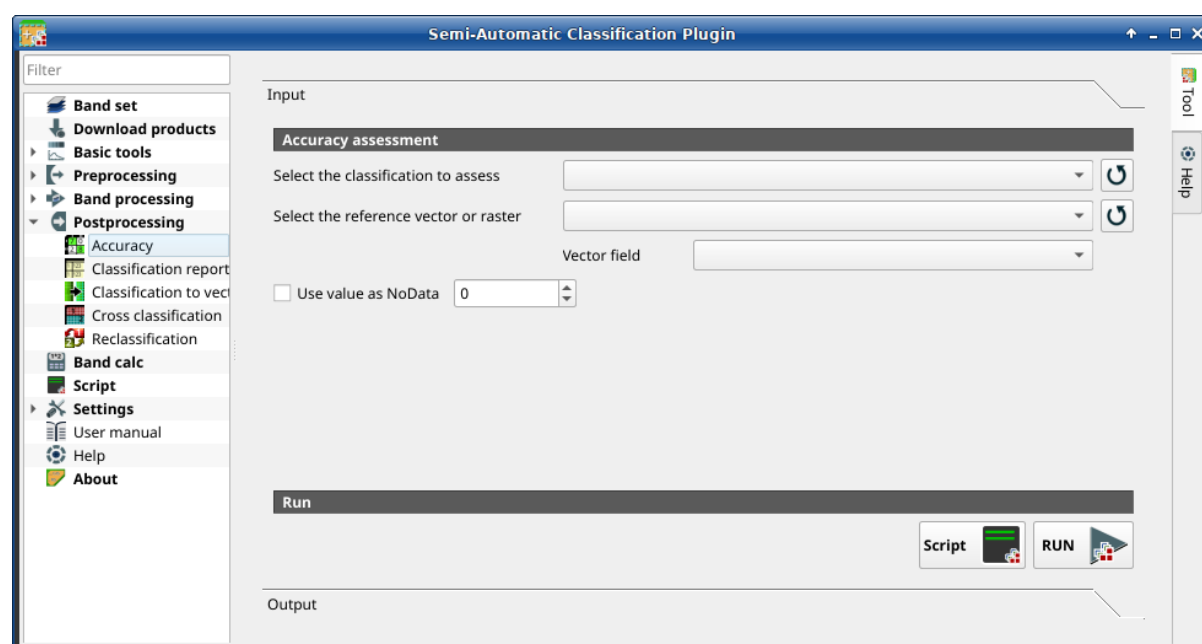 Semi-Automatic Classification Plugin
Filter
Band set
Download products
Basic tools
Preprocessing
Band processing
Postprocessing
Accuracy
Classification report
Classification to vect
Cross classification
Reclassification
Band calc
Script
Settings
User manual
Help
About
Input
Accuracy assessment
Select the classification to assess
Select the reference vector or raster
Vector field
Use value as NoData 0
Run
Script RUN
Output
Tool
Help